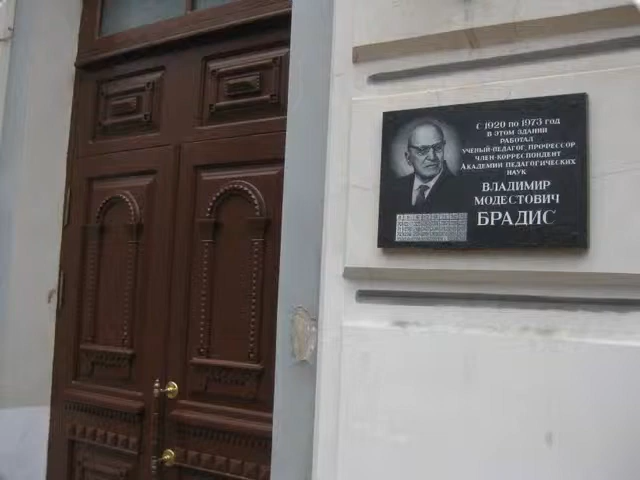 С 1920 по 1973 год
в этом здании
работал
ученый-педагог, профессор
член-корреспондент
Академии педагогических
наук
ВЛАДИМИР
МОДЕСТОВИЧ
БРАДИС